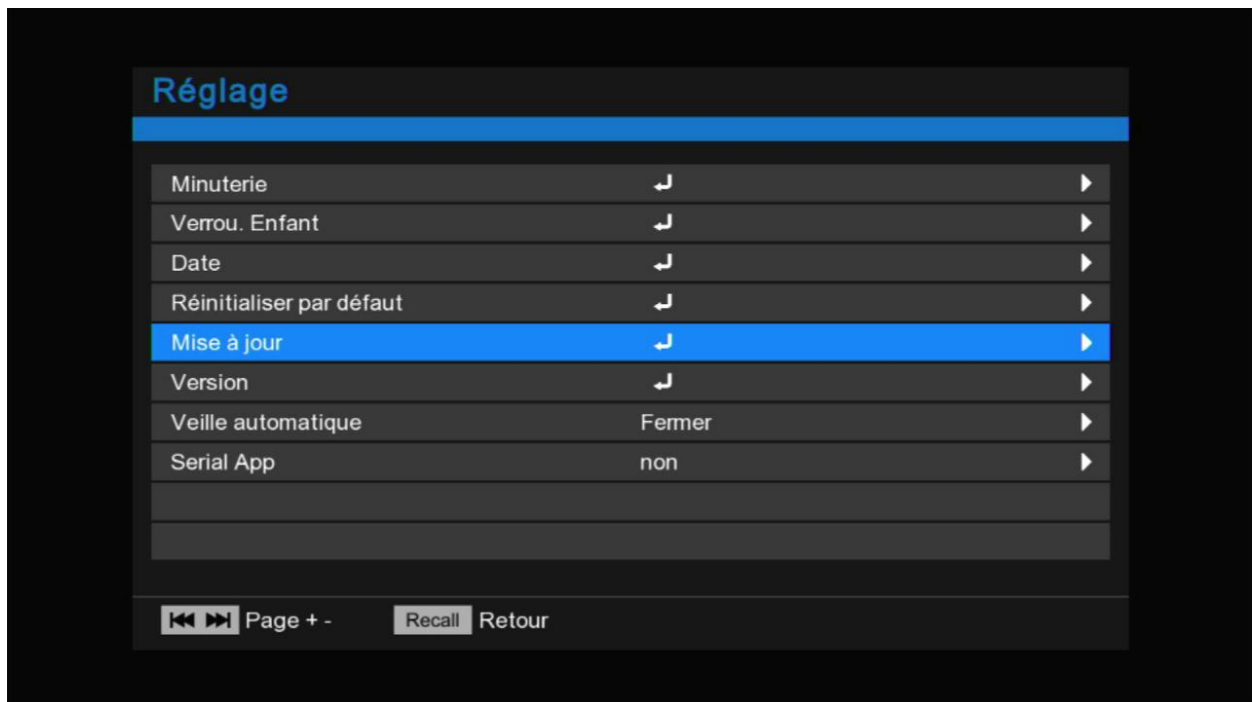 Réglage
Minuterie
Verrou. Enfant
Date
Réinitialiser par défaut
Mise à jour
Version
Veille automatique Fermer
Serial App non
Page + - Recall Retour